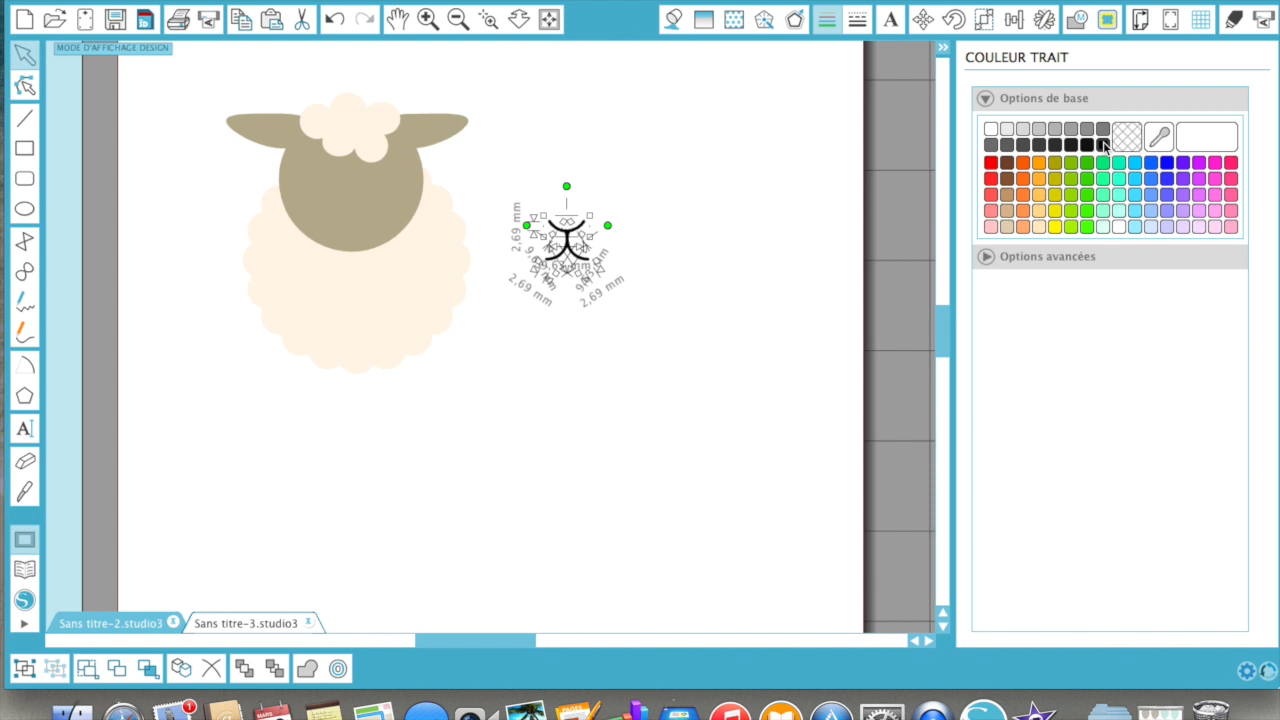 MODE D'AFFICHAGE DESIGN
COULEUR TRAIT
Options de base
Options avancées
2,69 mm
2,69 mm
2,69 mm
Sans titre-2.studio3
Sans titre-3.studio3